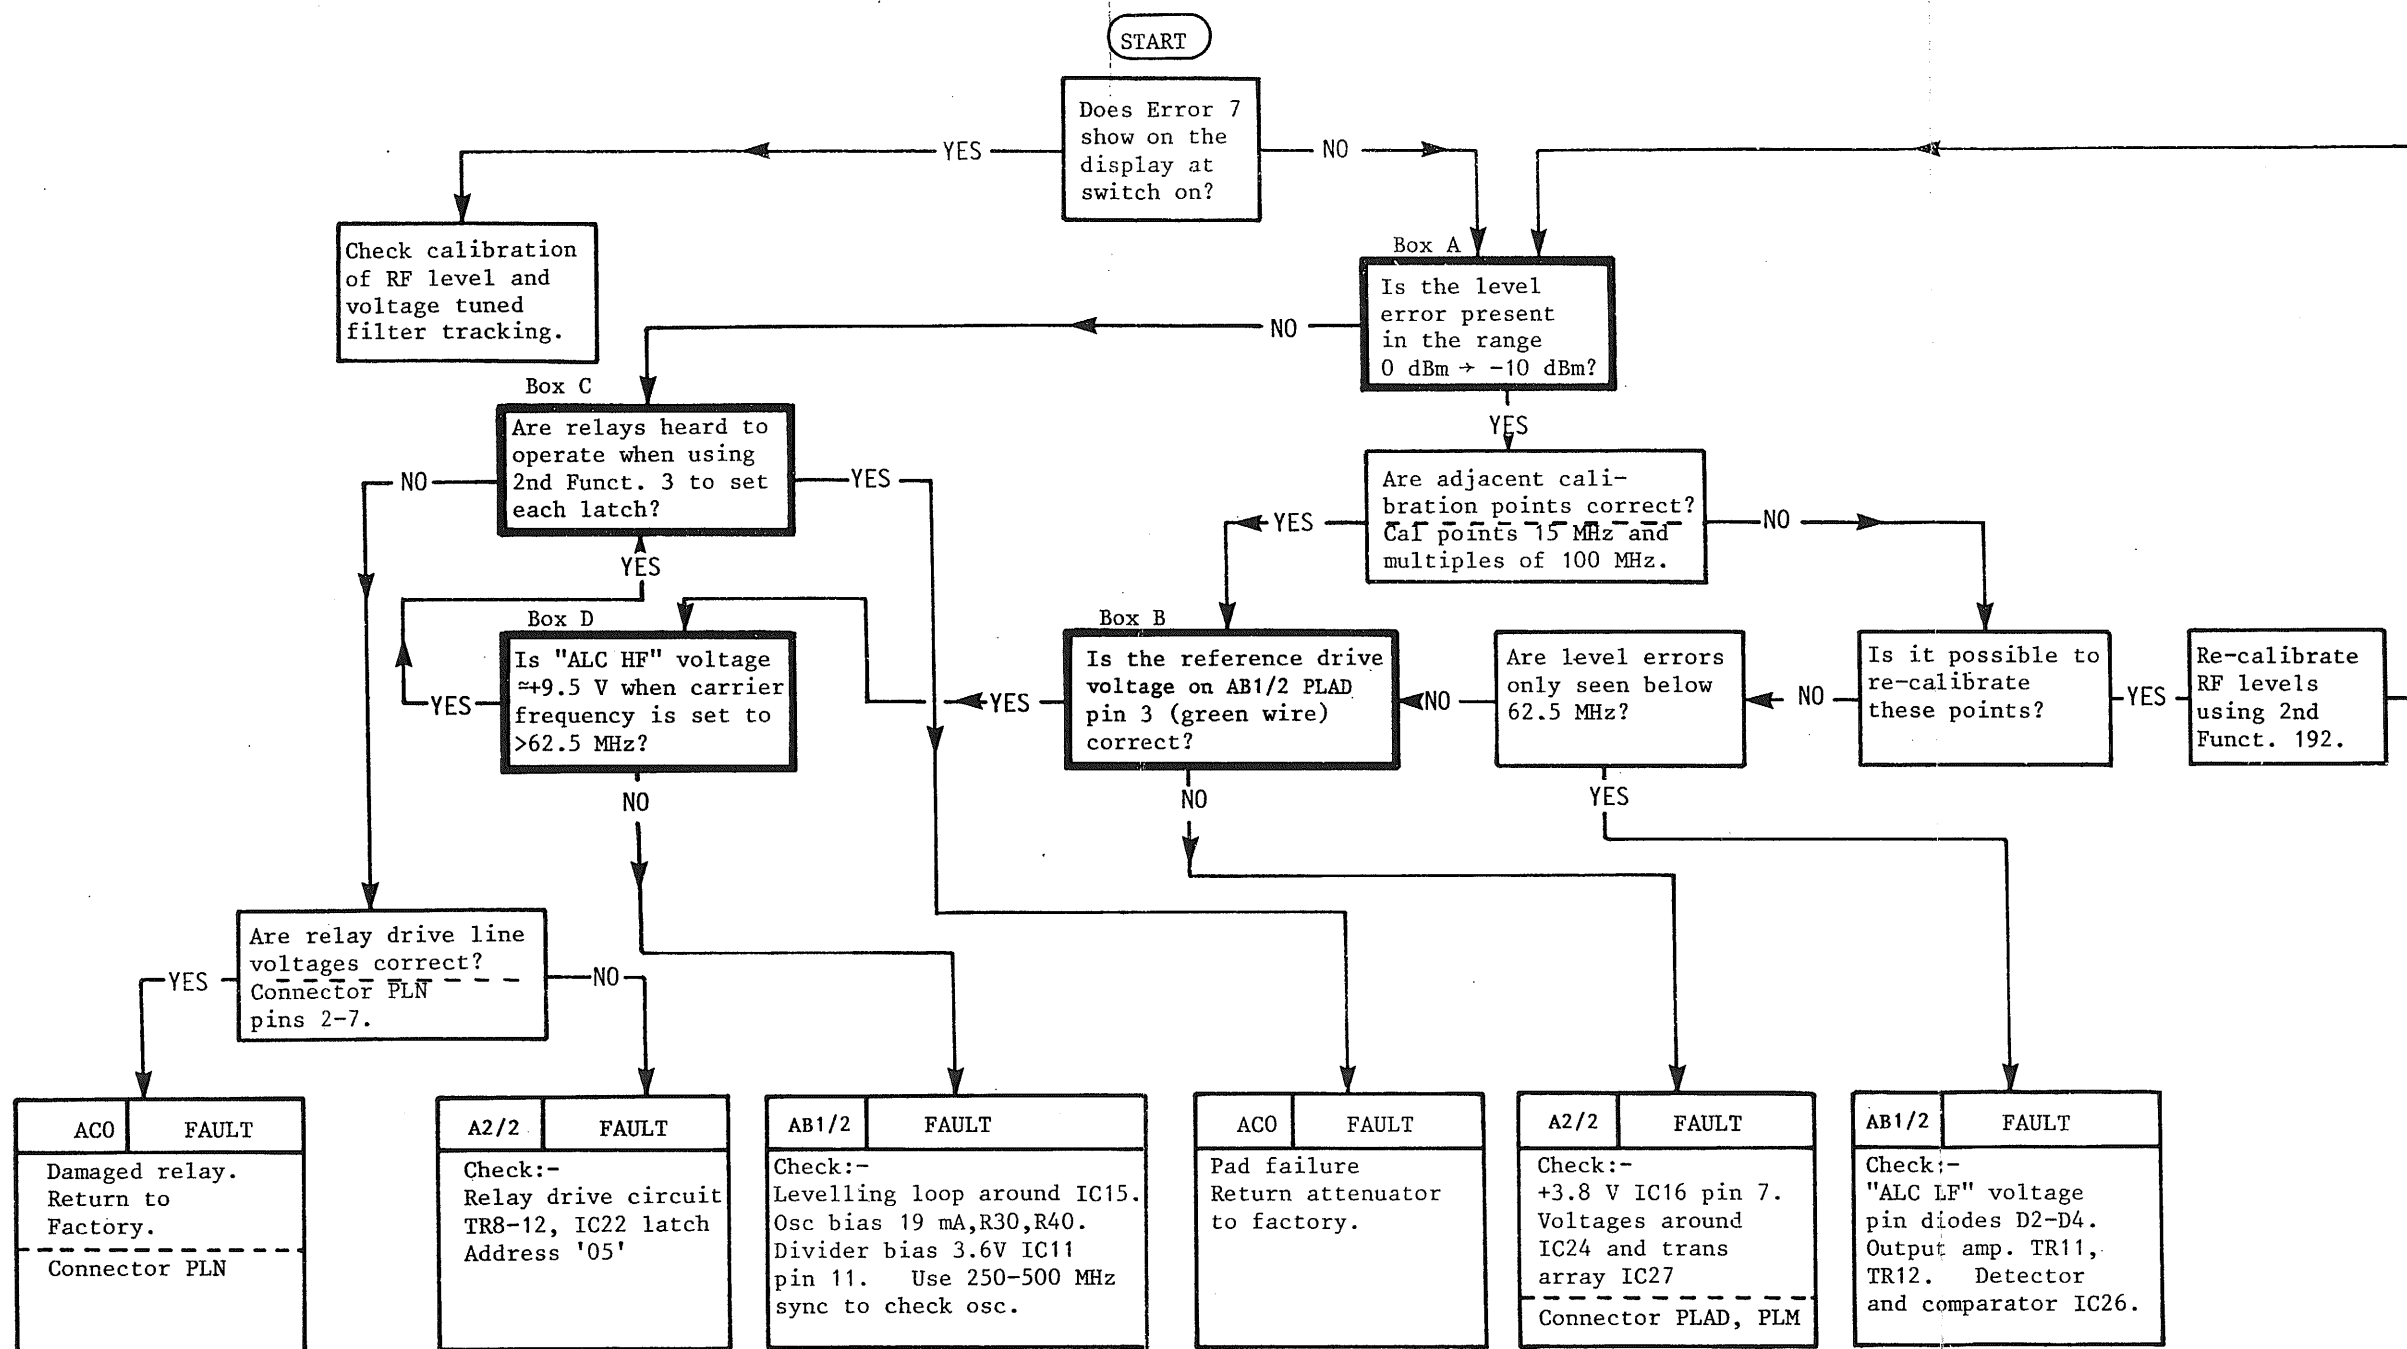 START
Does Error 7
show on the
display at
switch on?
YES
NO
Check calibration
of RF level and
voltage tuned
filter tracking.
Box A
Is the level
error present
in the range
0 dBm → -10 dBm?
NO
YES
Box C
Are relays heard to
operate when using
2nd Funct. 3 to set
each latch?
NO
YES
YES
Are adjacent cali-
bration points correct?
Cal points 15 MHz and
multiples of 100 MHz.
YES
NO
Box D
Is "ALC HF" voltage
≃+9.5 V when carrier
frequency is set to
>62.5 MHz?
YES
NO
Box B
Is the reference drive
voltage on AB1/2 PLAD
pin 3 (green wire)
correct?
YES
NO
NO
Are level errors
only seen below
62.5 MHz?
YES
NO
Is it possible to
re-calibrate
these points?
YES
Re-calibrate
RF levels
using 2nd
Funct. 192.
Are relay drive line
voltages correct?
Connector PLN
pins 2-7.
YES
NO
AC0 FAULT
Damaged relay.
Return to
Factory.
Connector PLN
A2/2 FAULT
Check:-
Relay drive circuit
TR8-12, IC22 latch
Address '05'
AB1/2 FAULT
Check:-
Levelling loop around IC15.
Osc bias 19 mA,R30,R40.
Divider bias 3.6V IC11
pin 11. Use 250-500 MHz
sync to check osc.
AC0 FAULT
Pad failure
Return attenuator
to factory.
A2/2 FAULT
Check:-
+3.8 V IC16 pin 7.
Voltages around
IC24 and trans
array IC27
Connector PLAD, PLM
AB1/2 FAULT
Check:-
"ALC LF" voltage
pin diodes D2-D4.
Output amp. TR11,
TR12. Detector
and comparator IC26.